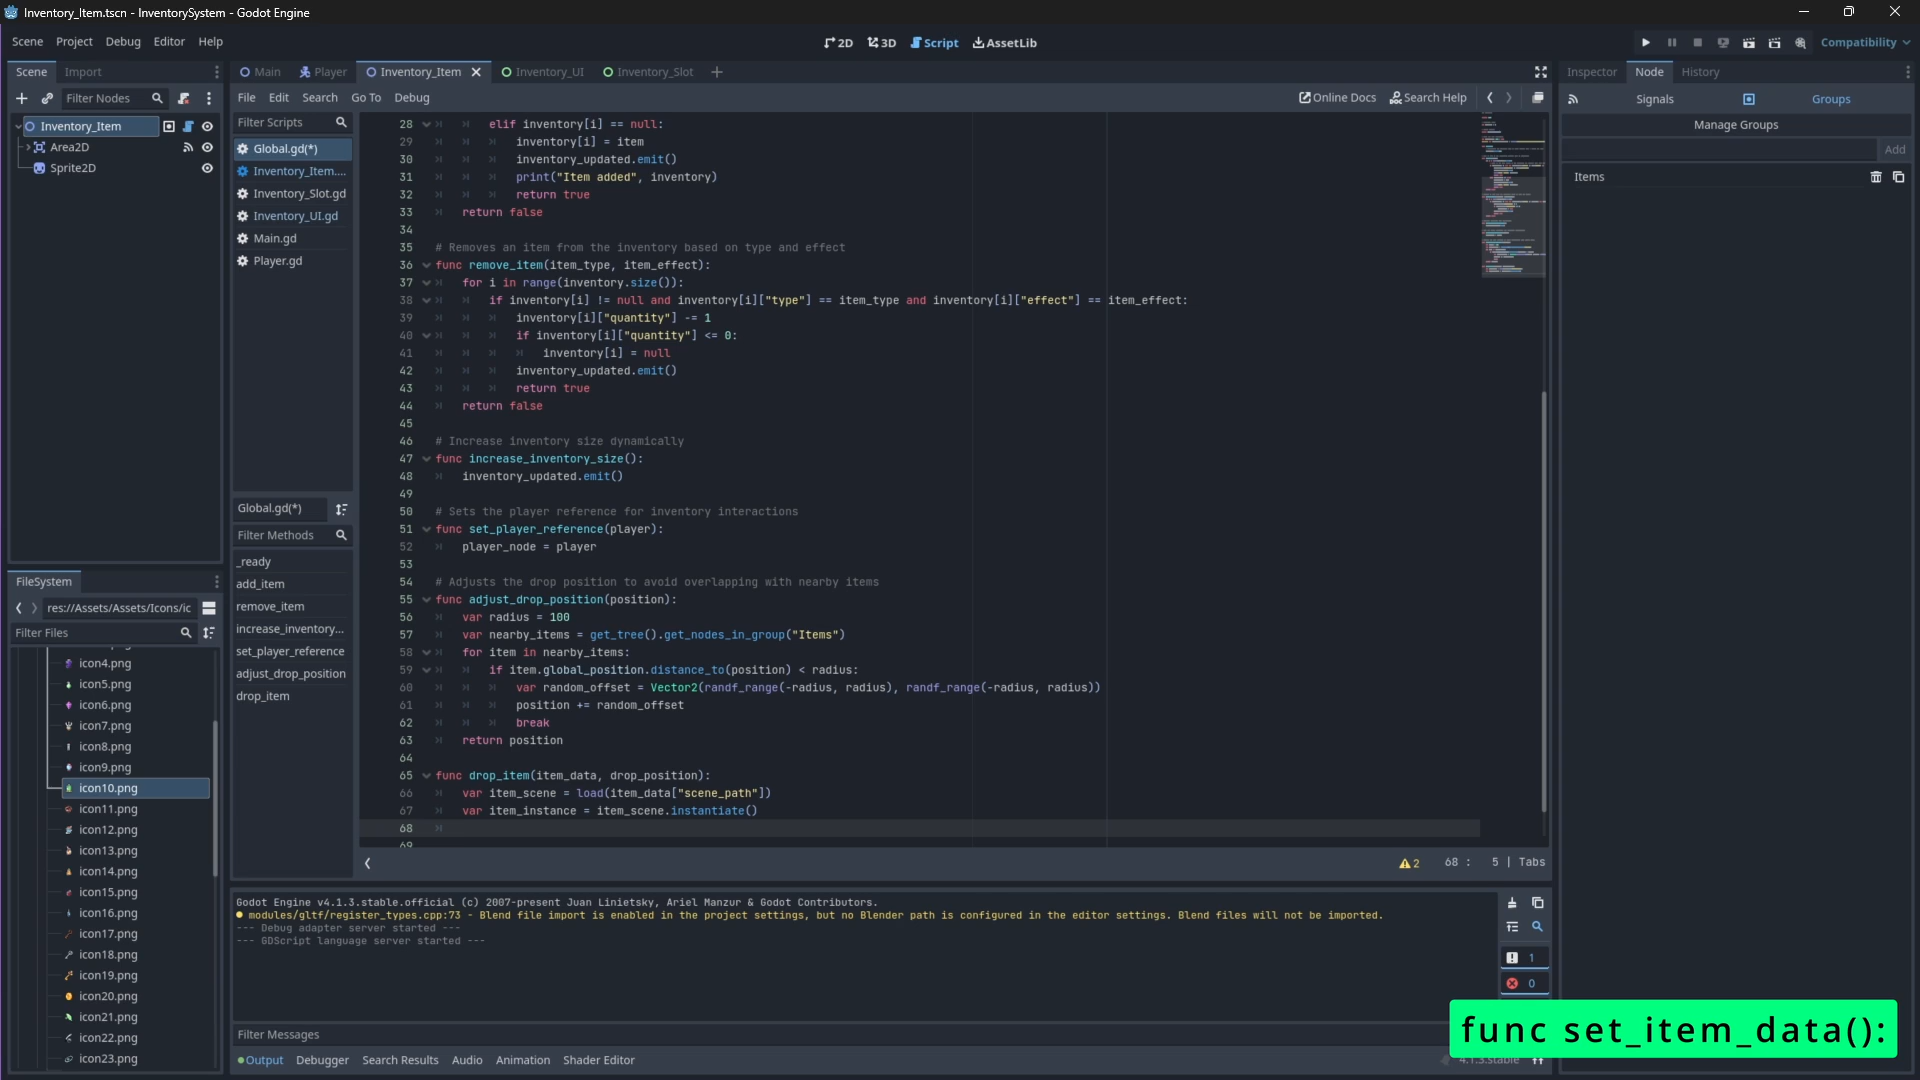 Inventory_Item.tscn - InventorySystem - Godot Engine
Scene Project Debug Editor Help
2D 3D Script AssetLib
Compatibility
Scene Import
Main Player Inventory_Item Inventory_UI Inventory_Slot
Inspector Node History
Filter Nodes
File Edit Search Go To Debug
Online Docs Search Help
Signals Groups
Manage Groups
Add
Items
Inventory_Item
Area2D
Sprite2D
Filter Scripts
Global.gd(*)
Inventory_Item....
Inventory_Slot.gd
Inventory_UI.gd
Main.gd
Player.gd
Global.gd(*)
Filter Methods
_ready
add_item
remove_item
increase_inventory...
set_player_reference
adjust_drop_position
drop_item
28 elif inventory[i] == null:
29 inventory[i] = item
30 inventory_updated.emit()
31 print("Item added", inventory)
32 return true
33 return false
34
35 # Removes an item from the inventory based on type and effect
36 func remove_item(item_type, item_effect):
37 for i in range(inventory.size()):
38 if inventory[i] != null and inventory[i]["type"] == item_type and inventory[i]["effect"] == item_effect:
39 inventory[i]["quantity"] -= 1
40 if inventory[i]["quantity"] <= 0:
41 inventory[i] = null
42 inventory_updated.emit()
43 return true
44 return false
45
46 # Increase inventory size dynamically
47 func increase_inventory_size():
48 inventory_updated.emit()
49
50 # Sets the player reference for inventory interactions
51 func set_player_reference(player):
52 player_node = player
53
54 # Adjusts the drop position to avoid overlapping with nearby items
55 func adjust_drop_position(position):
56 var radius = 100
57 var nearby_items = get_tree().get_nodes_in_group("Items")
58 for item in nearby_items:
59 if item.global_position.distance_to(position) < radius:
60 var random_offset = Vector2(randf_range(-radius, radius), randf_range(-radius, radius))
61 position += random_offset
62 break
63 return position
64
65 func drop_item(item_data, drop_position):
66 var item_scene = load(item_data["scene_path"])
67 var item_instance = item_scene.instantiate()
68
69
2 68 : 5 | Tabs
FileSystem
res://Assets/Assets/Icons/ic
Filter Files
icon4.png
icon5.png
icon6.png
icon7.png
icon8.png
icon9.png
icon10.png
icon11.png
icon12.png
icon13.png
icon14.png
icon15.png
icon16.png
icon17.png
icon18.png
icon19.png
icon20.png
icon21.png
icon22.png
icon23.png
Godot Engine v4.1.3.stable.official (c) 2007-present Juan Linietsky, Ariel Manzur & Godot Contributors.
modules/gltf/register_types.cpp:73 - Blend file import is enabled in the project settings, but no Blender path is configured in the editor settings. Blend files will not be imported.
--- Debug adapter server started ---
--- GDScript language server started ---
1
0
Filter Messages
Output Debugger Search Results Audio Animation Shader Editor
4.1.3.stable
func set_item_data():